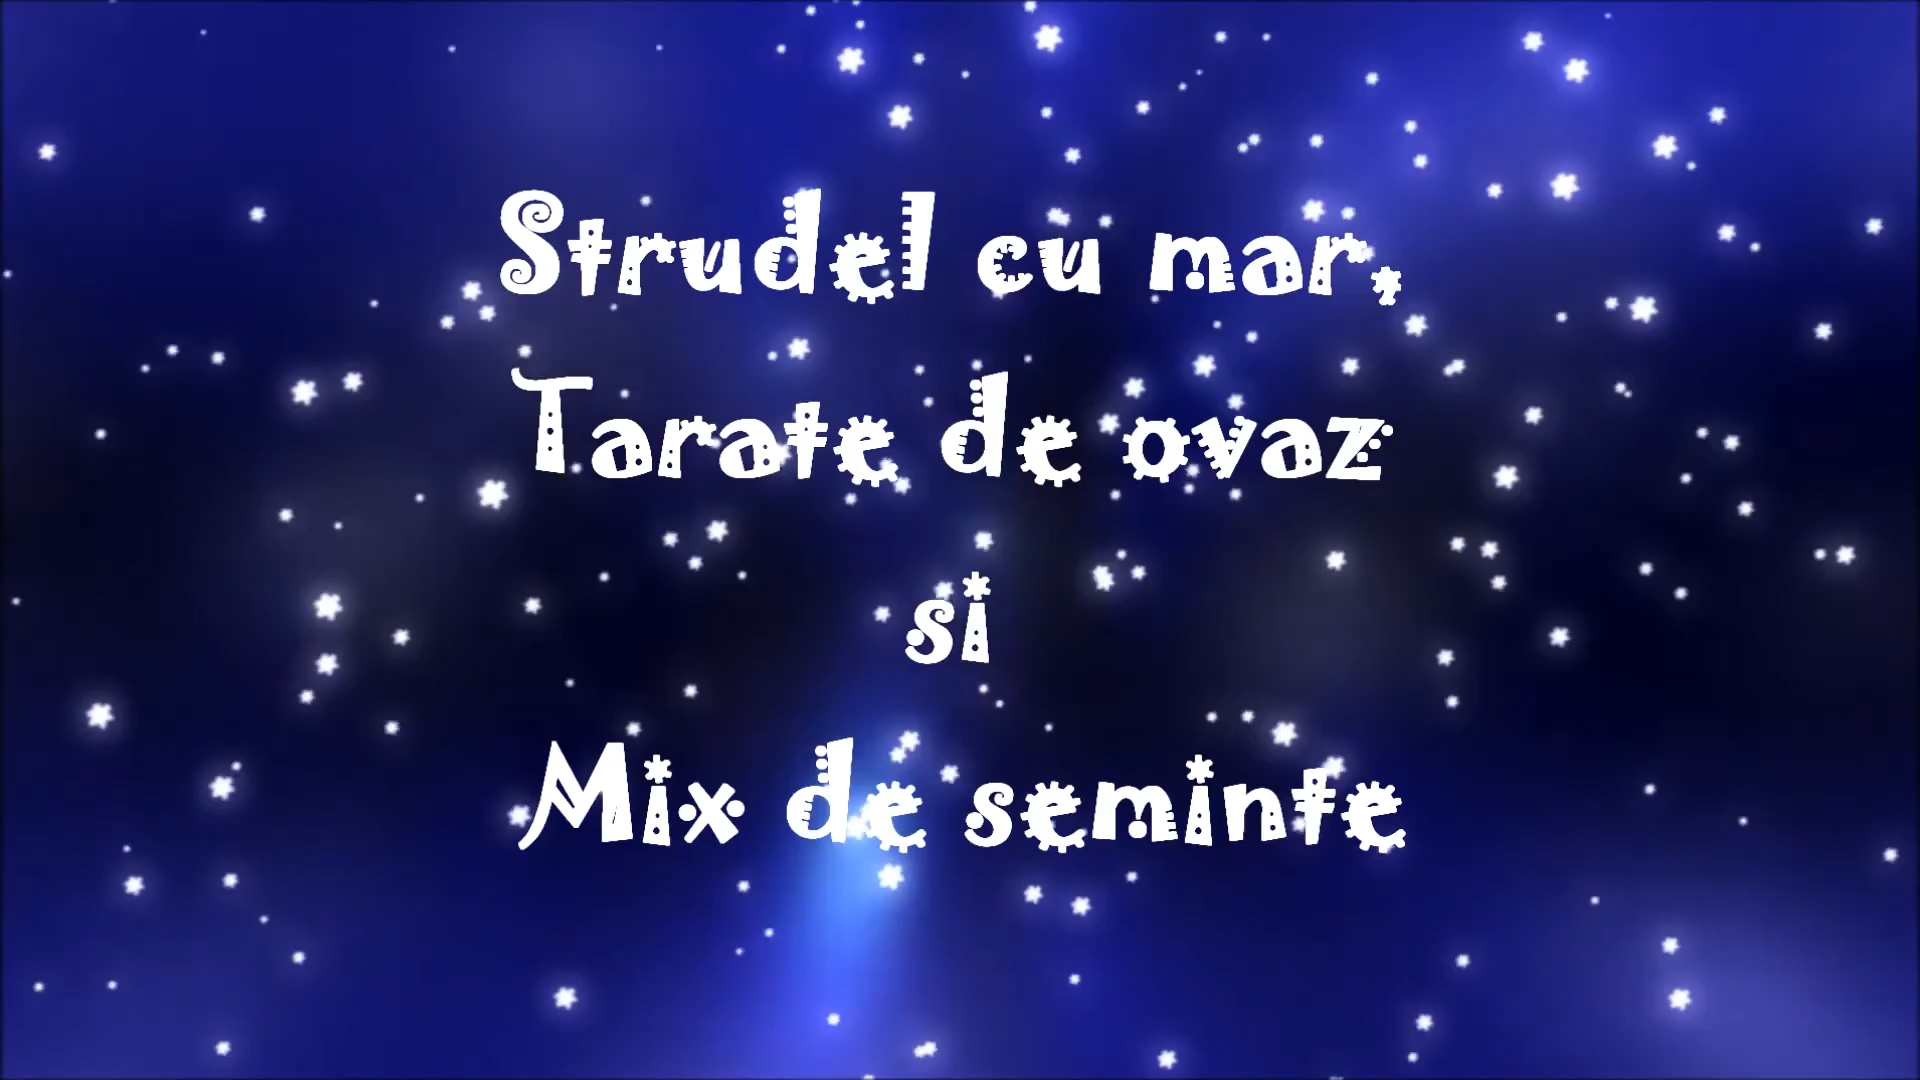 Strudel cu mar,
Tarate de ovaz
si
Mix de seminte